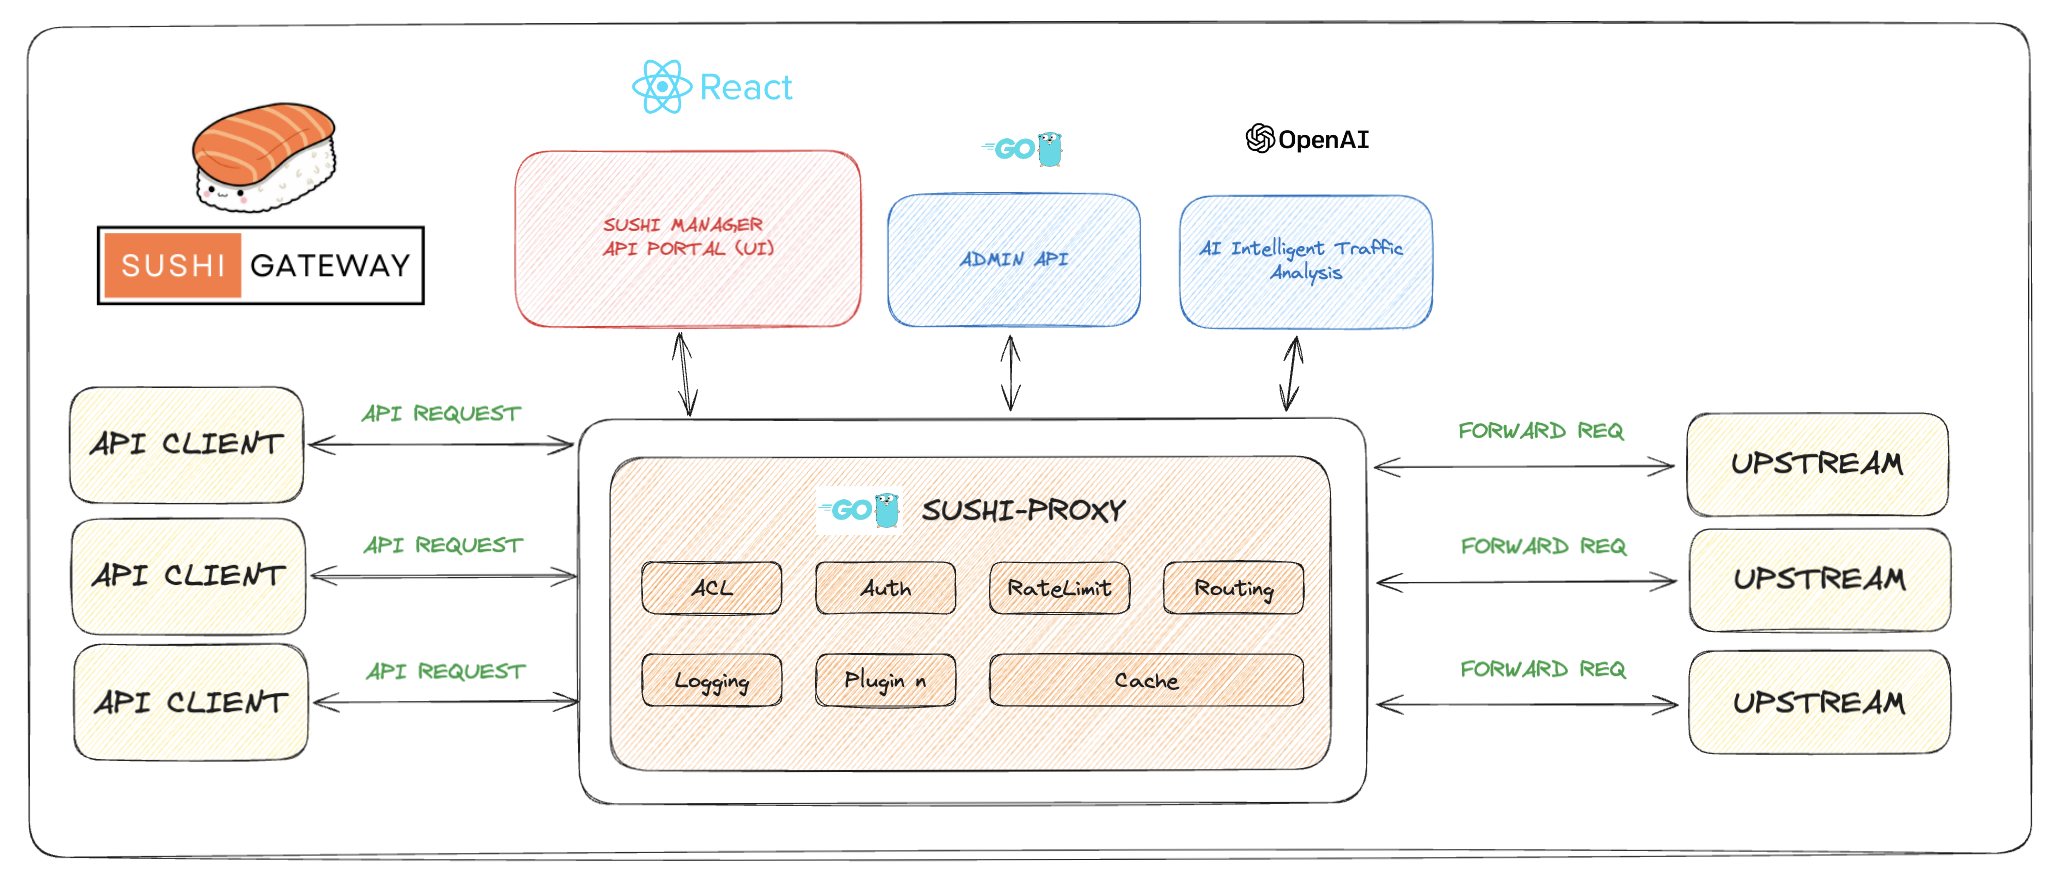 React
GO
OpenAI
SUSHI GATEWAY
SUSHI MANAGER
API PORTAL (UI)
ADMIN API
AI Intelligent Traffic
Analysis
API CLIENT
API REQUEST
FORWARD REQ
UPSTREAM
GO
SUSHI-PROXY
API CLIENT
API REQUEST
FORWARD REQ
UPSTREAM
ACL
Auth
RateLimit
Routing
API CLIENT
API REQUEST
FORWARD REQ
UPSTREAM
Logging
Plugin n
Cache